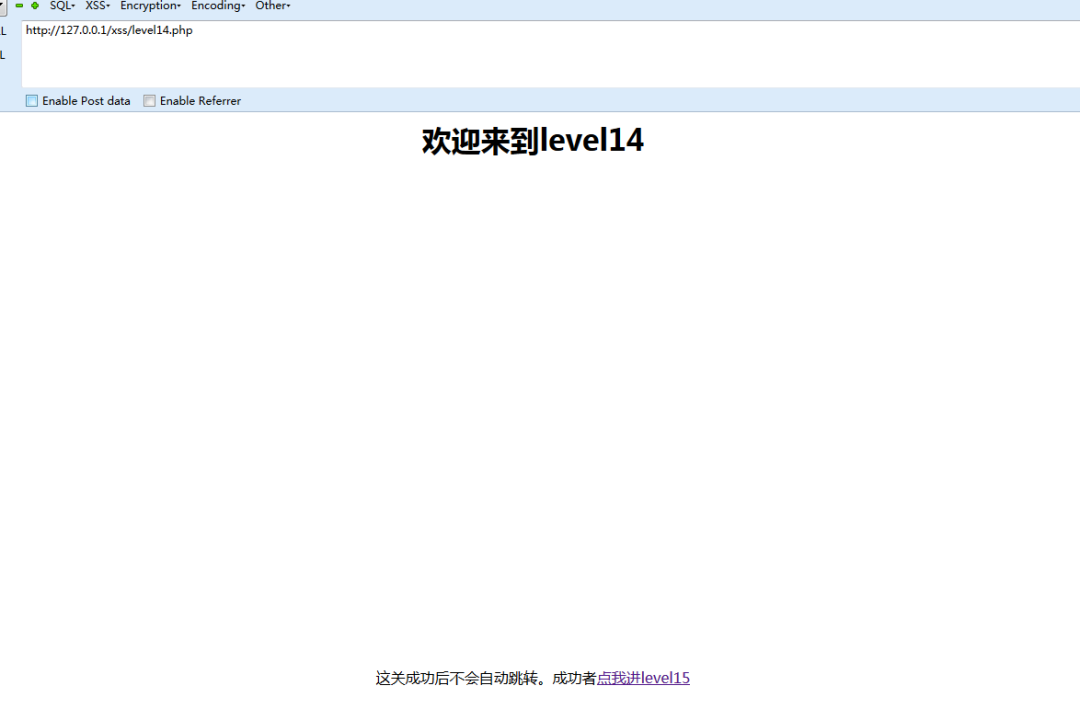 SQL XSS Encryption Encoding Other
L http://127.0.0.1/xss/level14.php
L
Enable Post data Enable Referrer
欢迎来到level14
这关成功后不会自动跳转。成功者点我进level15